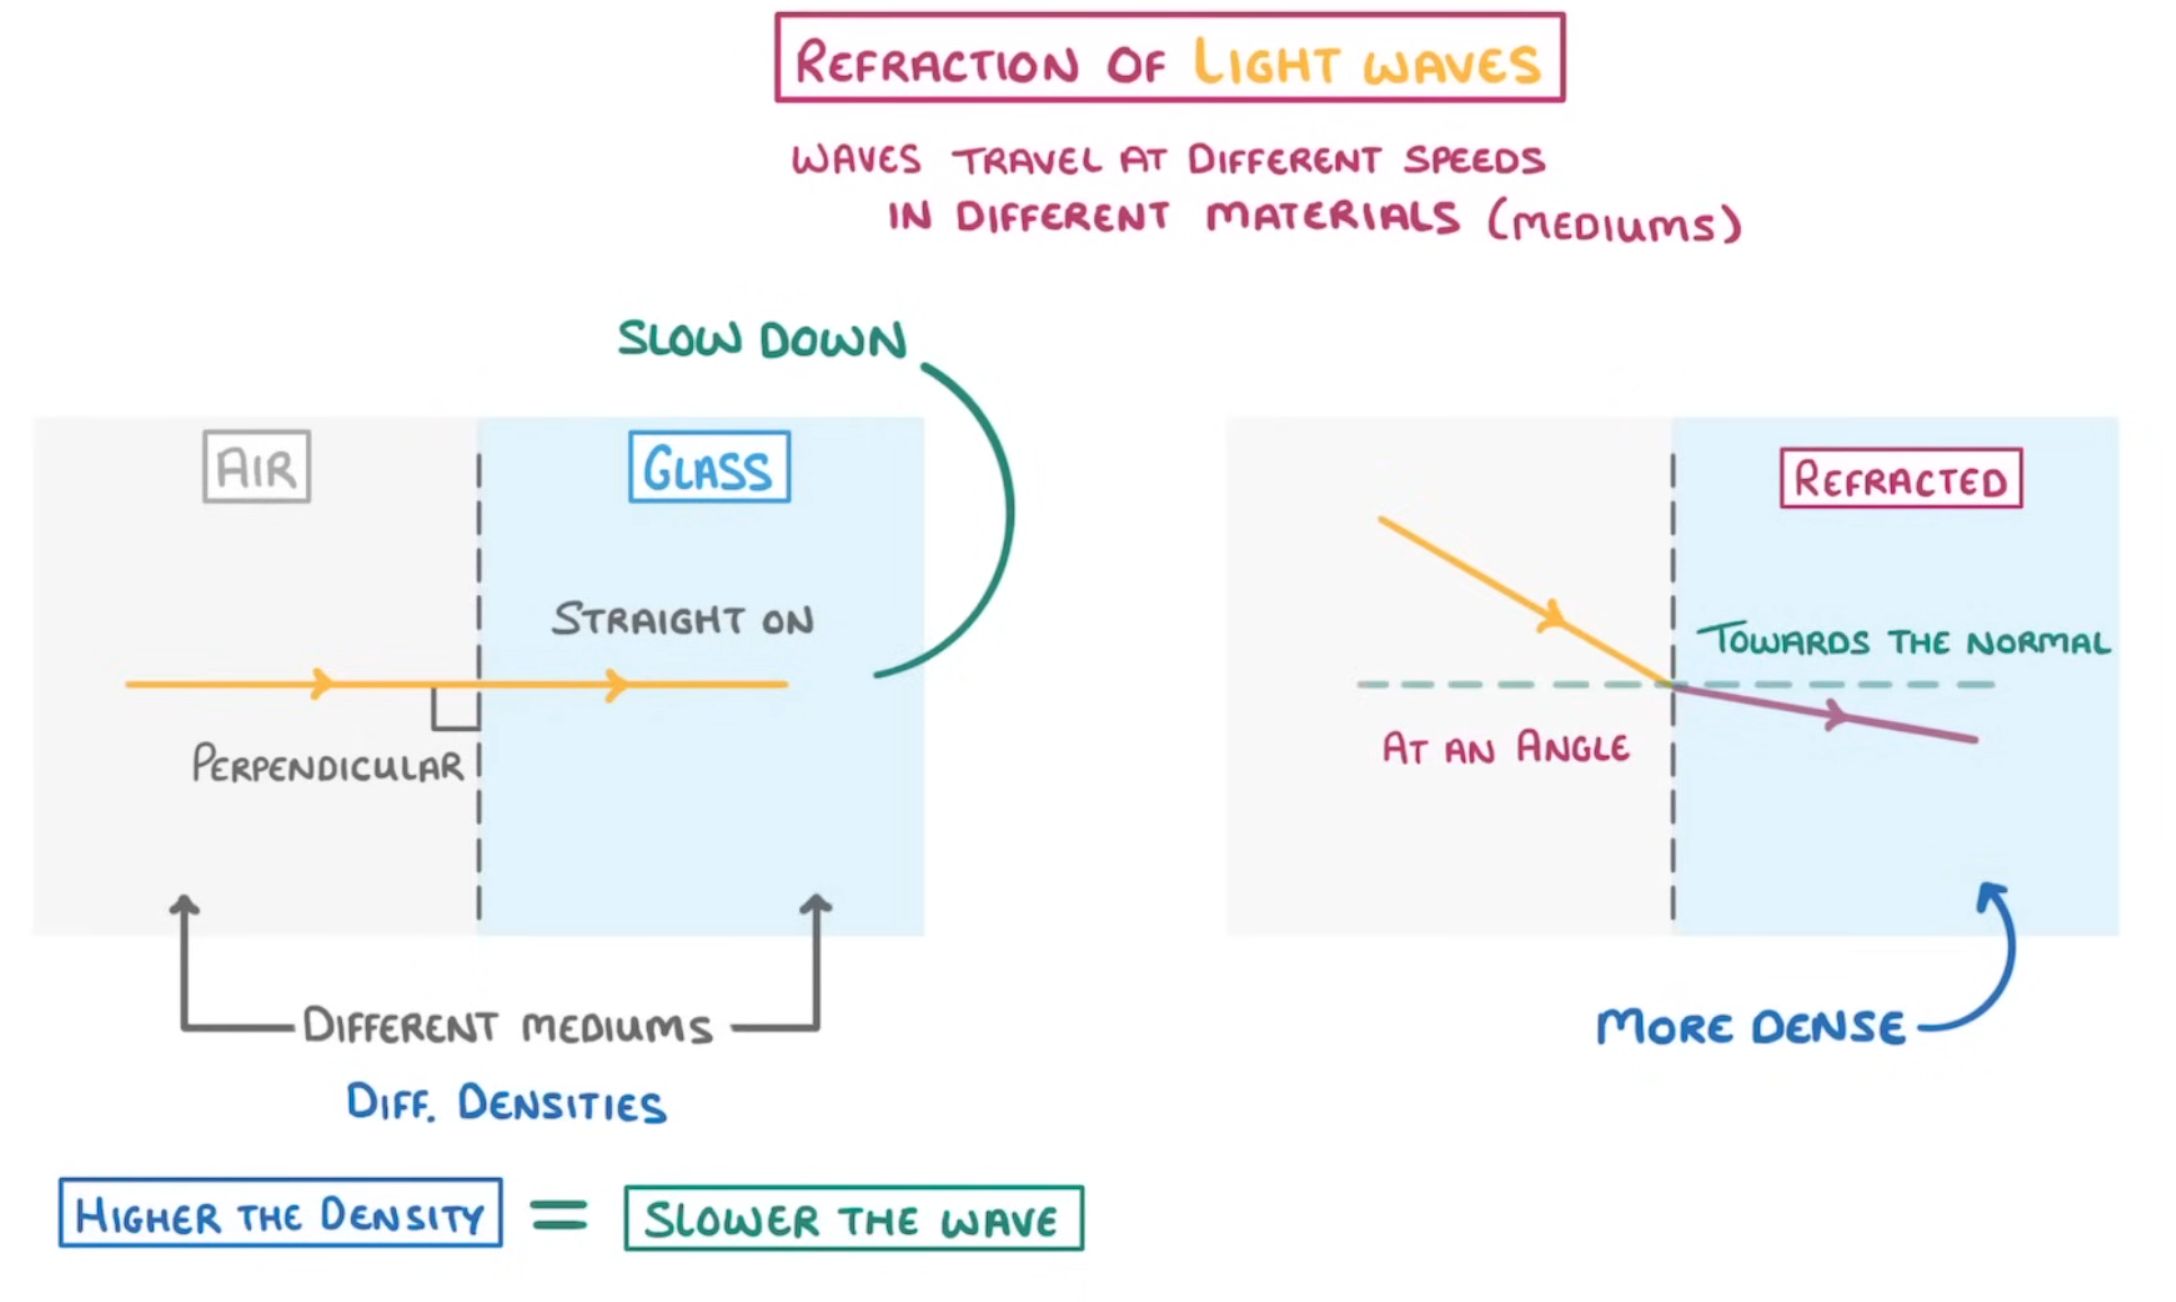 REFRACTION OF LIGHT WAVES
WAVES TRAVEL AT DIFFERENT SPEEDS
IN DIFFERENT MATERIALS (MEDIUMS)
SLOW DOWN
AIR
GLASS
STRAIGHT ON
PERPENDICULAR
DIFFERENT MEDIUMS
DIFF. DENSITIES
HIGHER THE DENSITY = SLOWER THE WAVE
REFRACTED
TOWARDS THE NORMAL
AT AN ANGLE
MORE DENSE